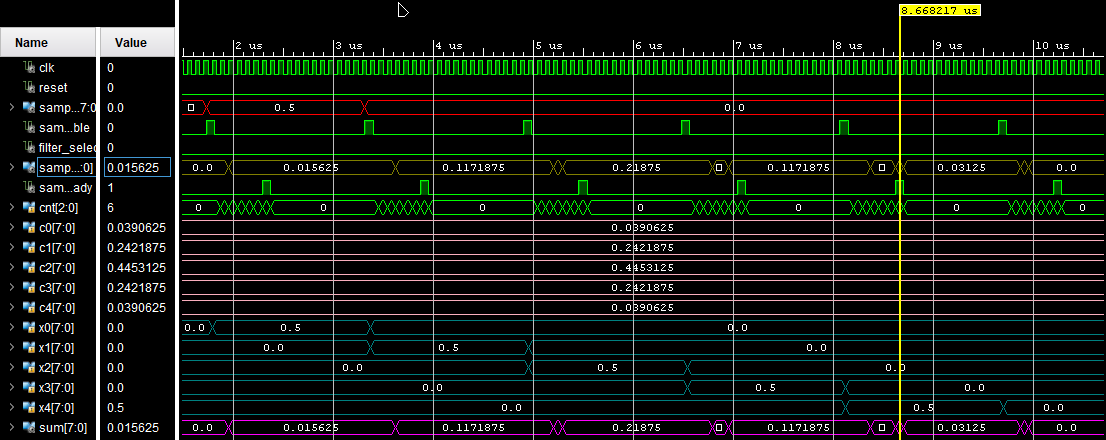 8.668217 us
Name Value 2 us 3 us 4 us 5 us 6 us 7 us 8 us 9 us 10 us
clk 0
reset 0
samp...7:0 0.0 0.5 0.0
sam...ble 0
filter_selec 0
samp...:0] 0.015625 0.0 0.015625 0.1171875 0.21875 0.1171875 0.03125 0.0
sam...ady 1
cnt[2:0] 6 0 0 0 0 0 0
c0[7:0] 0.0390625 0.0390625
c1[7:0] 0.2421875 0.2421875
c2[7:0] 0.4453125 0.4453125
c3[7:0] 0.2421875 0.2421875
c4[7:0] 0.0390625 0.0390625
x0[7:0] 0.0 0.0 0.5 0.0
x1[7:0] 0.0 0.0 0.5 0.0
x2[7:0] 0.0 0.0 0.5 0.0
x3[7:0] 0.0 0.0 0.5 0.0
x4[7:0] 0.5 0.0 0.5 0.0
sum[7:0] 0.015625 0.0 0.015625 0.1171875 0.21875 0.1171875 0.03125 0.0